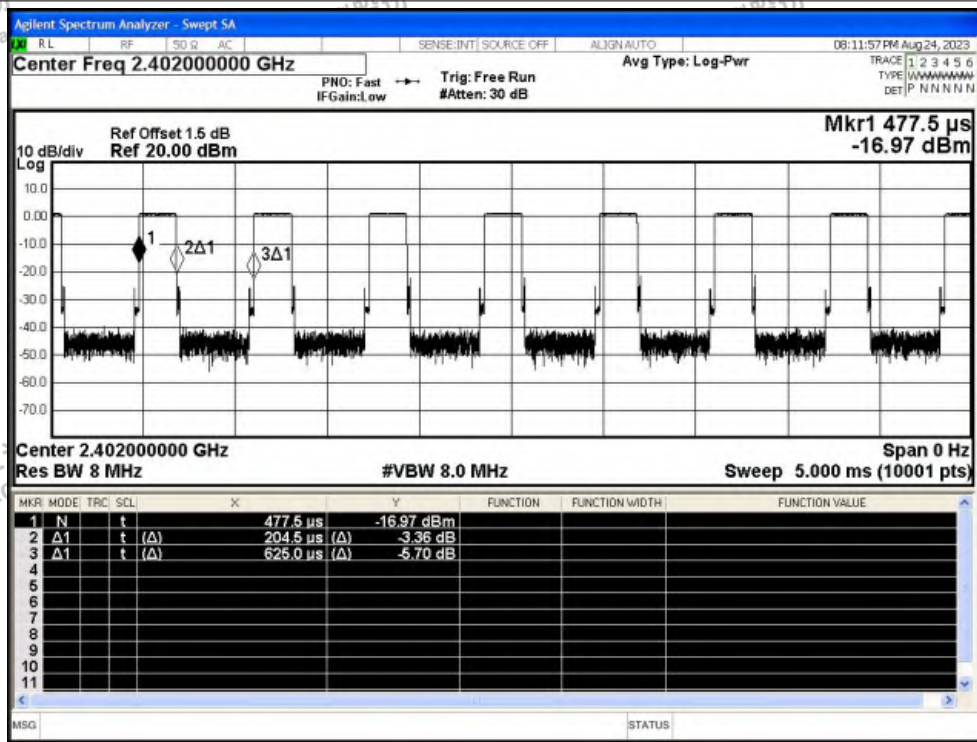 Agilent Spectrum Analyzer - Swept SA
RL RF 50 Ω AC SENSE:INT SOURCE OFF ALIGN AUTO 08:11:57 PM Aug 24, 2023
Center Freq 2.402000000 GHz
PNO: Fast
IFGain:Low
Trig: Free Run
#Atten: 30 dB
Avg Type: Log-Pwr
TRACE 1 2 3 4 5 6
TYPE WWWWWW
DET P N N N N N
Mkr1 477.5 µs
-16.97 dBm
Ref Offset 1.5 dB
10 dB/div Ref 20.00 dBm
Log
10.0
0.00
-10.0
-20.0
-30.0
-40.0
-50.0
-60.0
-70.0
1
2Δ1
3Δ1
Center 2.402000000 GHz Span 0 Hz
Res BW 8 MHz #VBW 8.0 MHz Sweep 5.000 ms (10001 pts)
MKR MODE TRC SCL X Y FUNCTION FUNCTION WIDTH FUNCTION VALUE
1 N t 477.5 µs -16.97 dBm
2 Δ1 t (Δ) 204.5 µs (Δ) -3.36 dB
3 Δ1 t (Δ) 625.0 µs (Δ) -5.70 dB
4
5
6
7
8
9
10
11
MSG STATUS